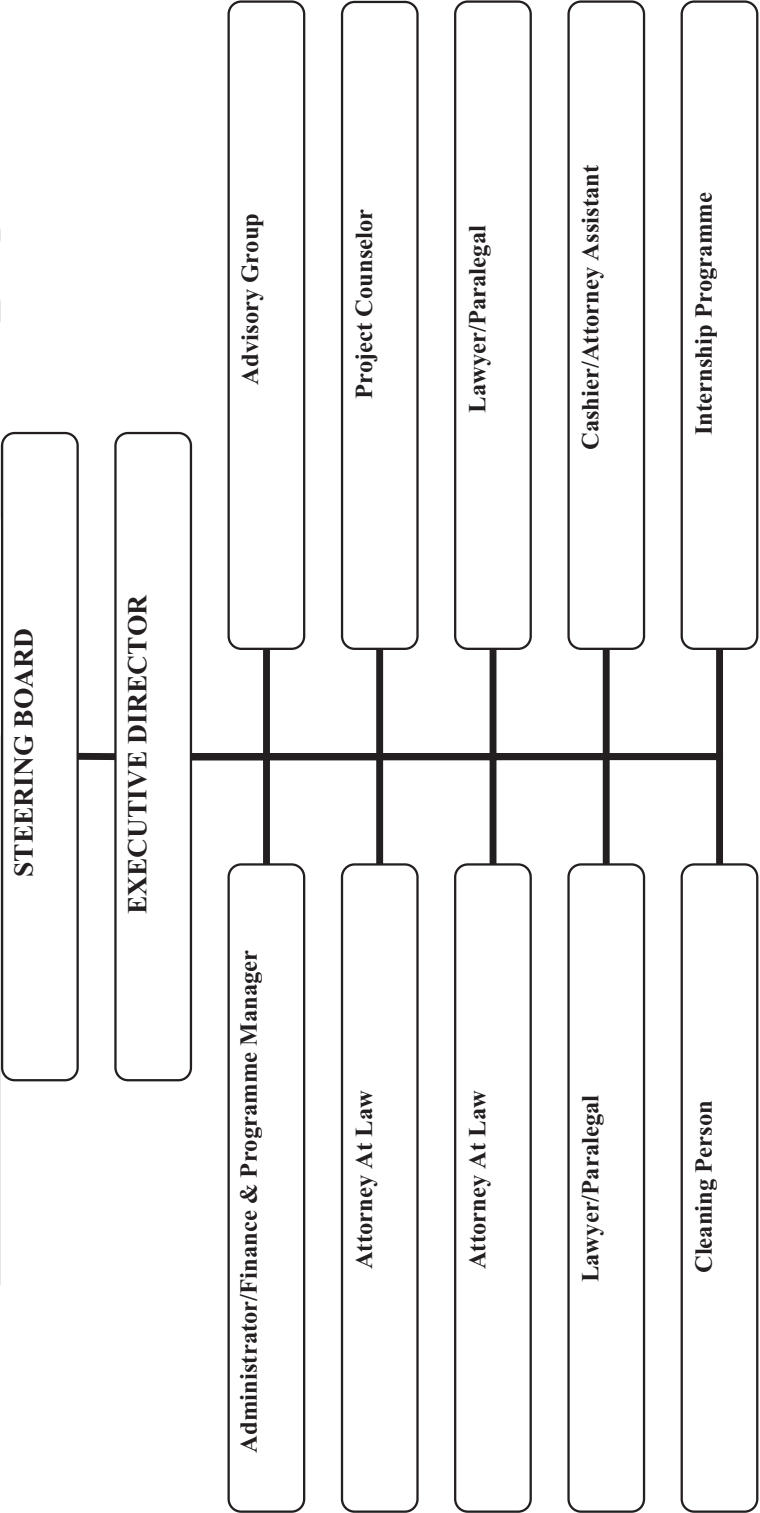 STEERING BOARD
EXECUTIVE DIRECTOR
Administrator/Finance & Programme Manager
Advisory Group
Attorney At Law
Project Counselor
Attorney At Law
Lawyer/Paralegal
Lawyer/Paralegal
Cashier/Attorney Assistant
Cleaning Person
Internship Programme